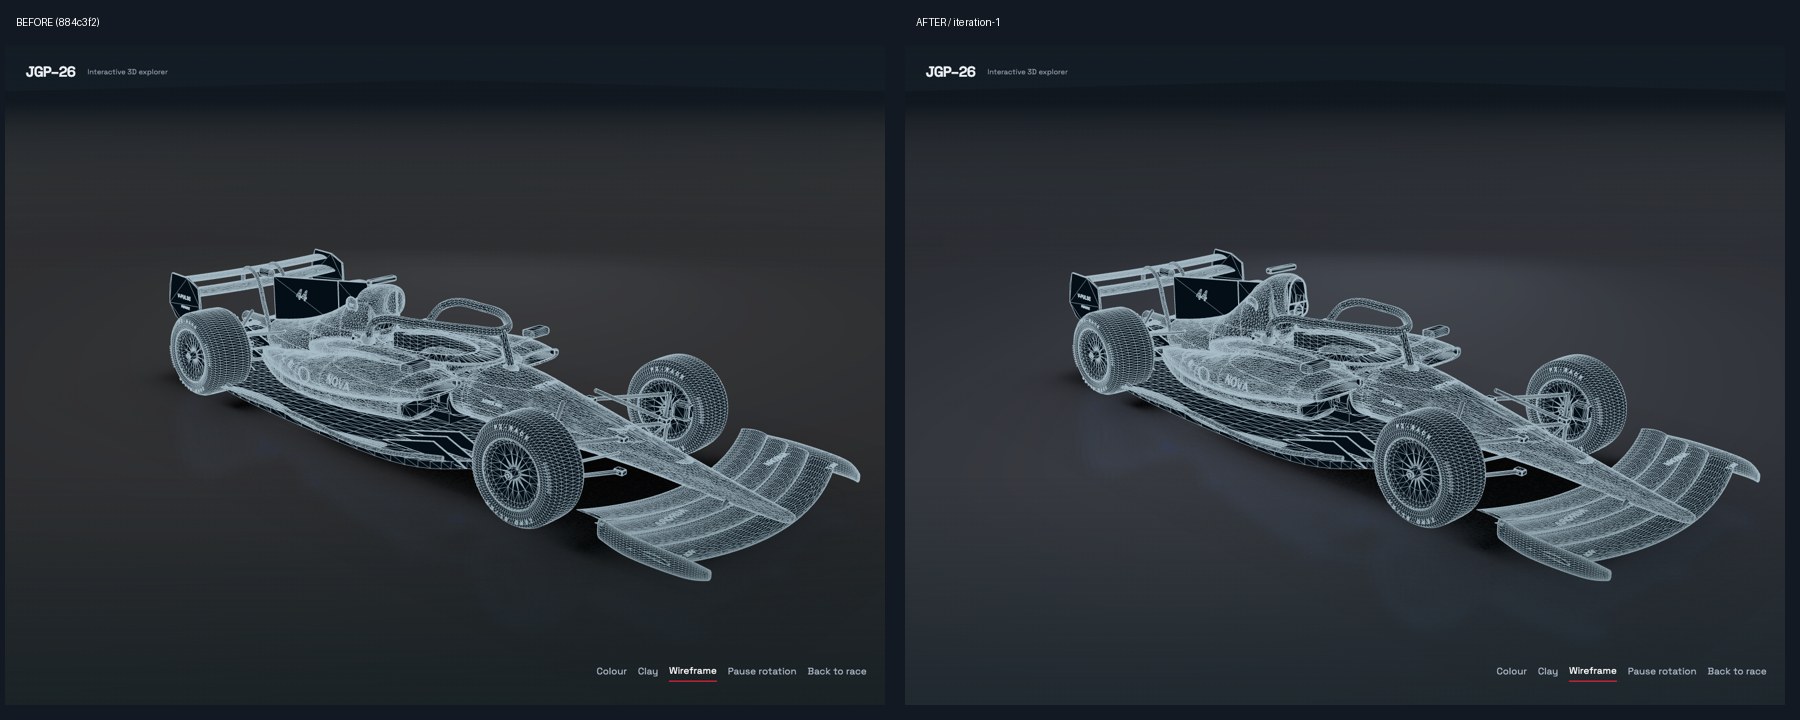 BEFORE (884c3f2)
JGP-26 Interactive 3D explorer
44
NOVA
Colour Clay Wireframe Pause rotation Back to race
AFTER / iteration-1
JGP-26 Interactive 3D explorer
44
NOVA
Colour Clay Wireframe Pause rotation Back to race